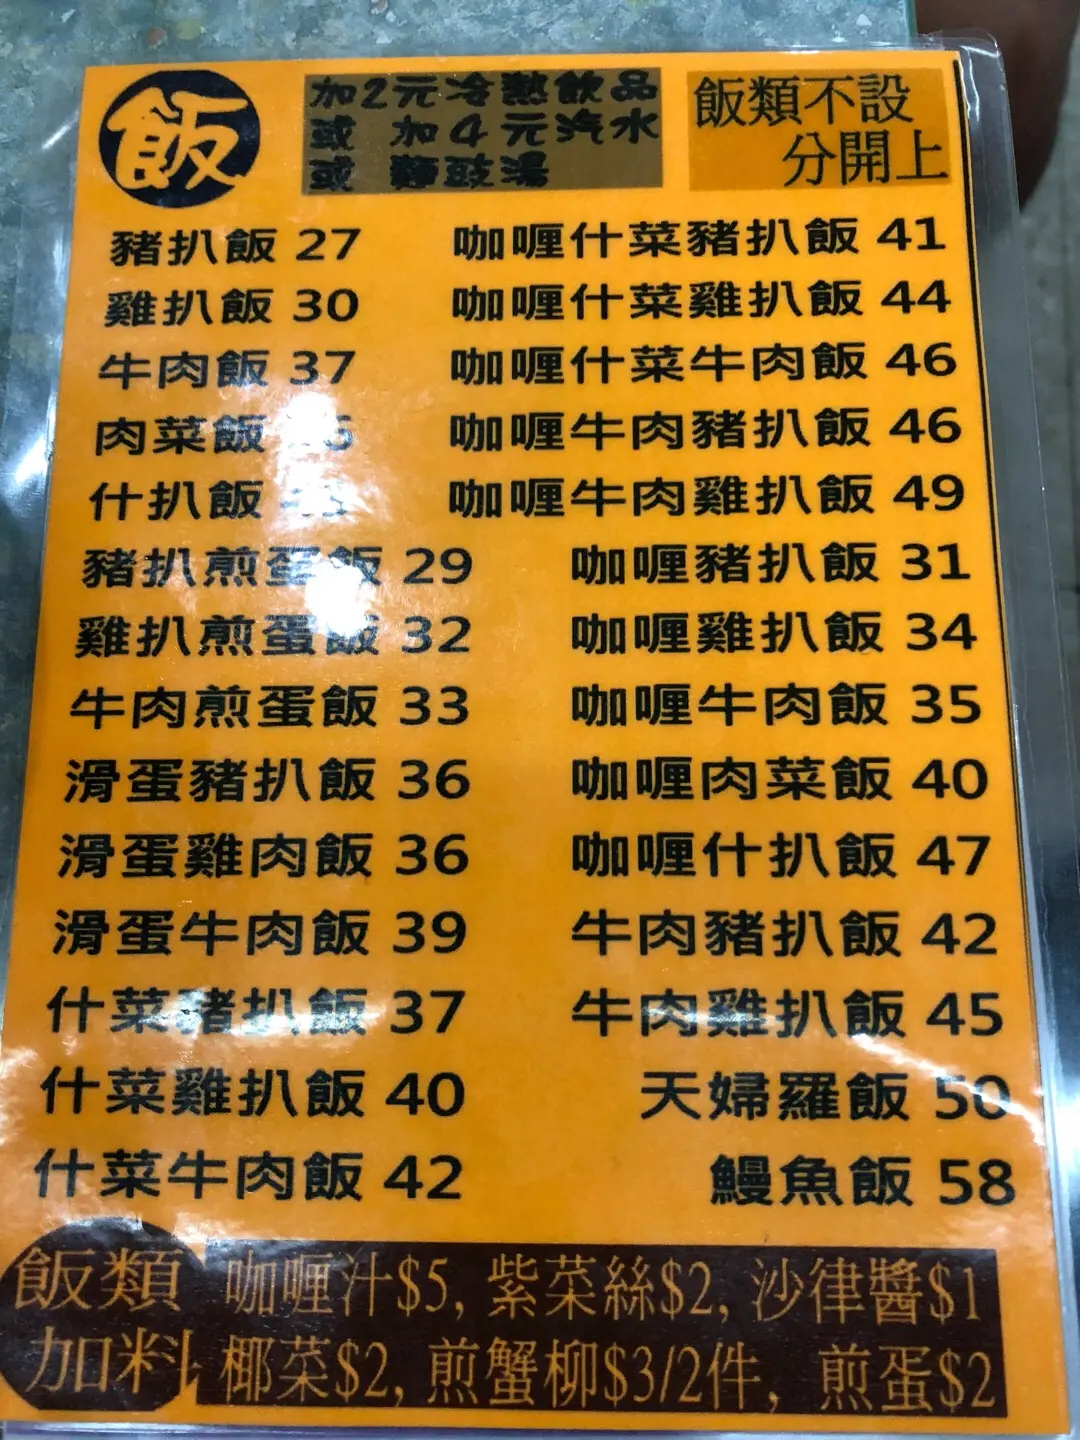 飯
加2元冷熱飲品
或 加4元汽水
或 麵豉湯
飯類不設
分開上
豬扒飯 27
雞扒飯 30
牛肉飯 37
肉菜飯
什扒飯
豬扒煎蛋飯 29
雞扒煎蛋飯 32
牛肉煎蛋飯 33
滑蛋豬扒飯 36
滑蛋雞肉飯 36
滑蛋牛肉飯 39
什菜豬扒飯 37
什菜雞扒飯 40
什菜牛肉飯 42
咖喱什菜豬扒飯 41
咖喱什菜雞扒飯 44
咖喱什菜牛肉飯 46
咖喱牛肉豬扒飯 46
咖喱牛肉雞扒飯 49
咖喱豬扒飯 31
咖喱雞扒飯 34
咖喱牛肉飯 35
咖喱肉菜飯 40
咖喱什扒飯 47
牛肉豬扒飯 42
牛肉雞扒飯 45
天婦羅飯 50
鰻魚飯 58
飯類
加料
咖喱汁$5, 紫菜絲$2, 沙律醬$1
椰菜$2, 煎蟹柳$3/2件, 煎蛋$2